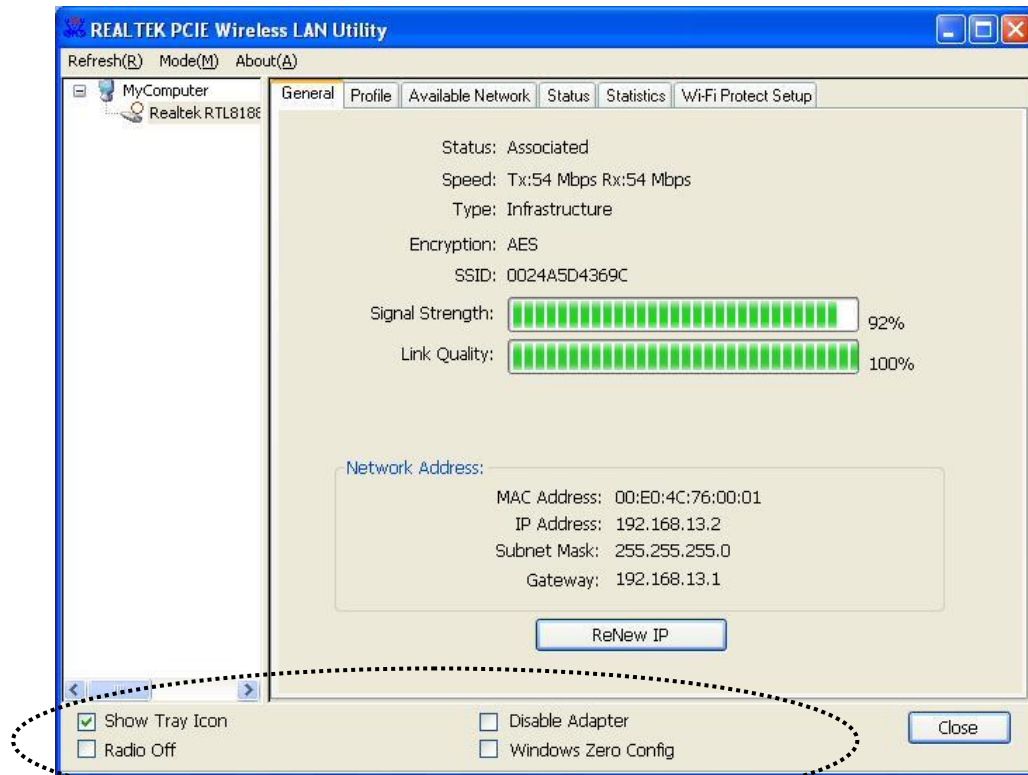 REALTEK PCIE Wireless LAN Utility
Refresh(R) Mode(M) About(A)
MyComputer
Realtek RTL8188
General Profile Available Network Status Statistics Wi-Fi Protect Setup
Status: Associated
Speed: Tx:54 Mbps Rx:54 Mbps
Type: Infrastructure
Encryption: AES
SSID: 0024A5D4369C
Signal Strength: 92%
Link Quality: 100%
Network Address:
MAC Address: 00:E0:4C:76:00:01
IP Address: 192.168.13.2
Subnet Mask: 255.255.255.0
Gateway: 192.168.13.1
ReNew IP
Show Tray Icon
Radio Off
Disable Adapter
Windows Zero Config
Close